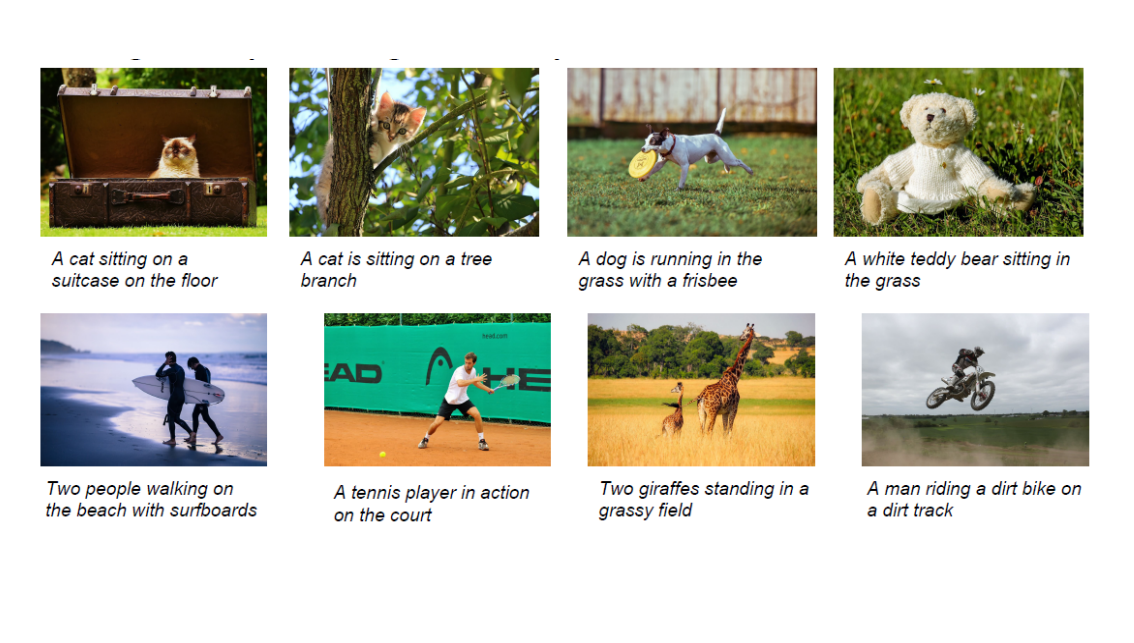 A cat sitting on a
suitcase on the floor
A cat is sitting on a tree
branch
A dog is running in the
grass with a frisbee
A white teddy bear sitting in
the grass
head.com
EAD
HE
Two people walking on
the beach with surfboards
A tennis player in action
on the court
Two giraffes standing in a
grassy field
A man riding a dirt bike on
a dirt track